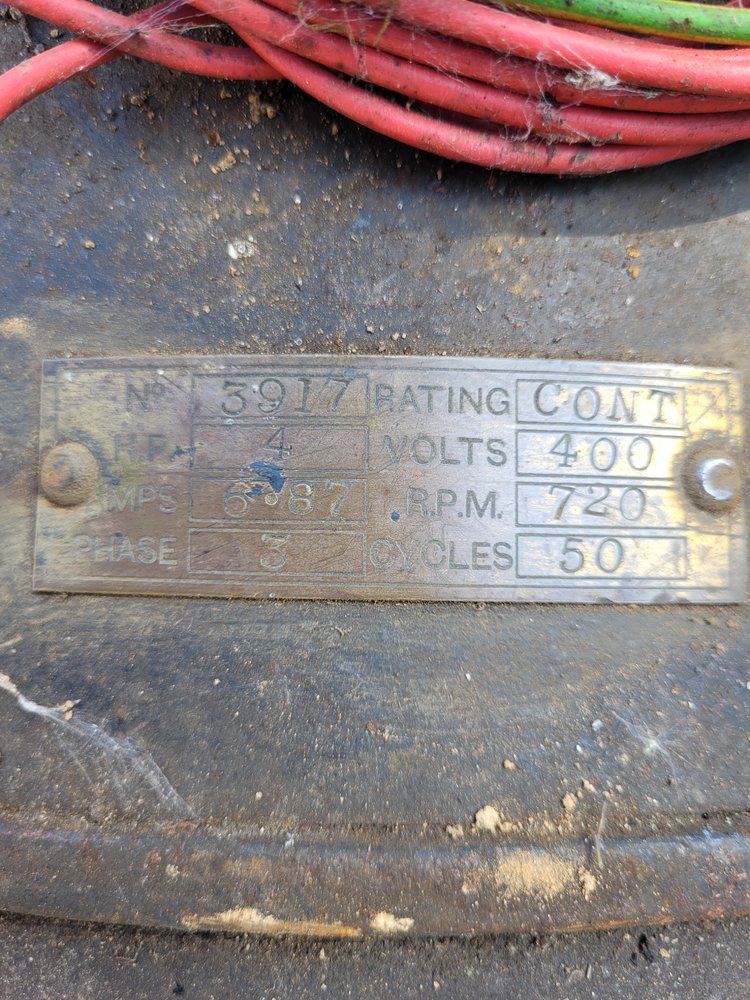 Nº 3917 RATING CONT
H.P. 4 VOLTS 400
AMPS 6.87 R.P.M. 720
PHASE 3 CYCLES 50